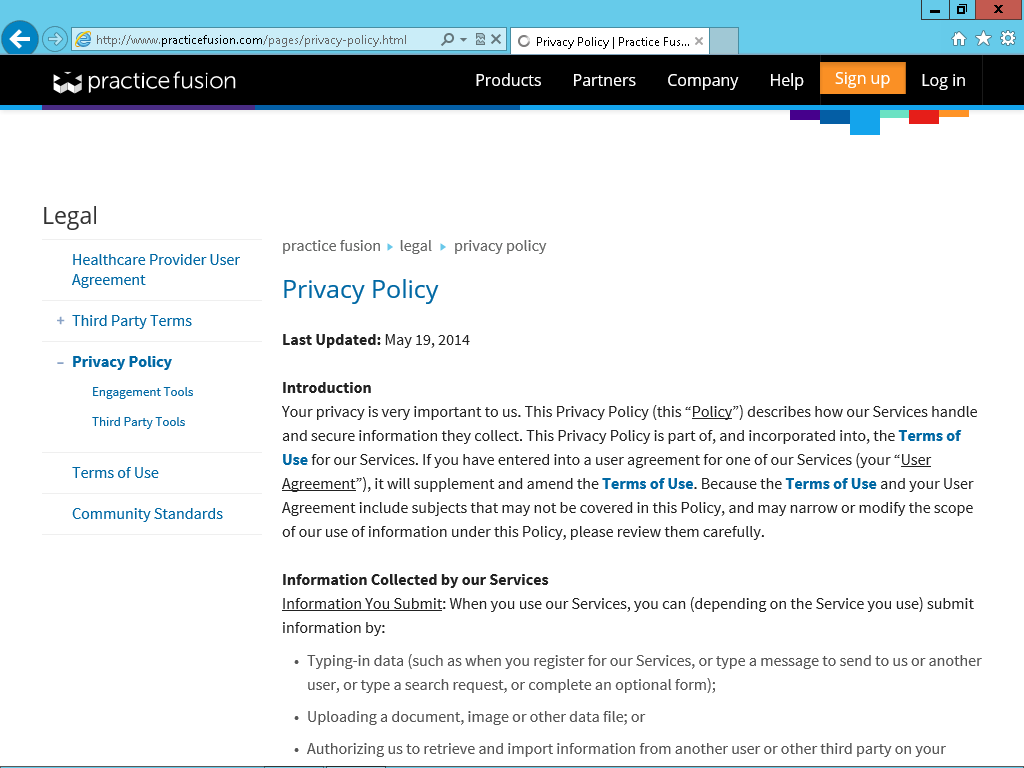 http://www.practicefusion.com/pages/privacy-policy.html
Privacy Policy | Practice Fus...
practice fusion
Products
Partners
Company
Help
Sign up
Log in
Legal
Healthcare Provider User
Agreement
+ Third Party Terms
– Privacy Policy
Engagement Tools
Third Party Tools
Terms of Use
Community Standards
practice fusion ▸ legal ▸ privacy policy
Privacy Policy
Last Updated: May 19, 2014
Introduction
Your privacy is very important to us. This Privacy Policy (this “Policy”) describes how our Services handle
and secure information they collect. This Privacy Policy is part of, and incorporated into, the Terms of
Use for our Services. If you have entered into a user agreement for one of our Services (your “User
Agreement”), it will supplement and amend the Terms of Use. Because the Terms of Use and your User
Agreement include subjects that may not be covered in this Policy, and may narrow or modify the scope
of our use of information under this Policy, please review them carefully.
Information Collected by our Services
Information You Submit: When you use our Services, you can (depending on the Service you use) submit
information by:
• Typing-in data (such as when you register for our Services, or type a message to send to us or another
user, or type a search request, or complete an optional form);
• Uploading a document, image or other data file; or
• Authorizing us to retrieve and import information from another user or other third party on your